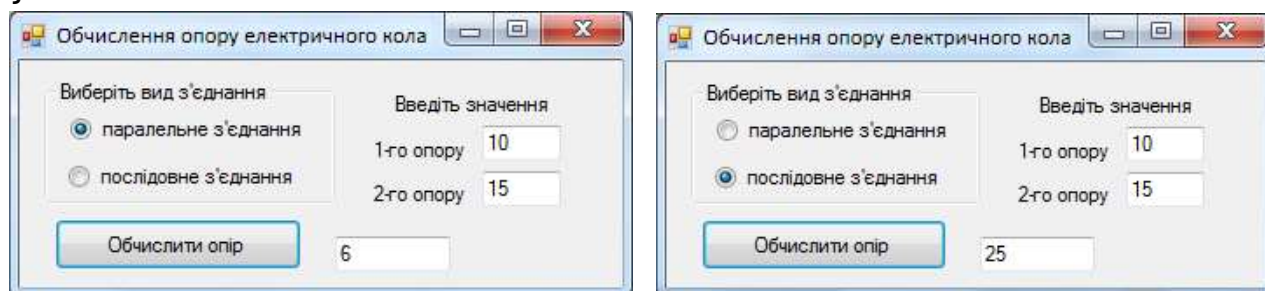 Обчислення опору електричного кола
Виберіть вид з'єднання
паралельне з'єднання
послідовне з'єднання
Введіть значення
1-го опору 10
2-го опору 15
Обчислити опір 6
Обчислення опору електричного кола
Виберіть вид з'єднання
паралельне з'єднання
послідовне з'єднання
Введіть значення
1-го опору 10
2-го опору 15
Обчислити опір 25